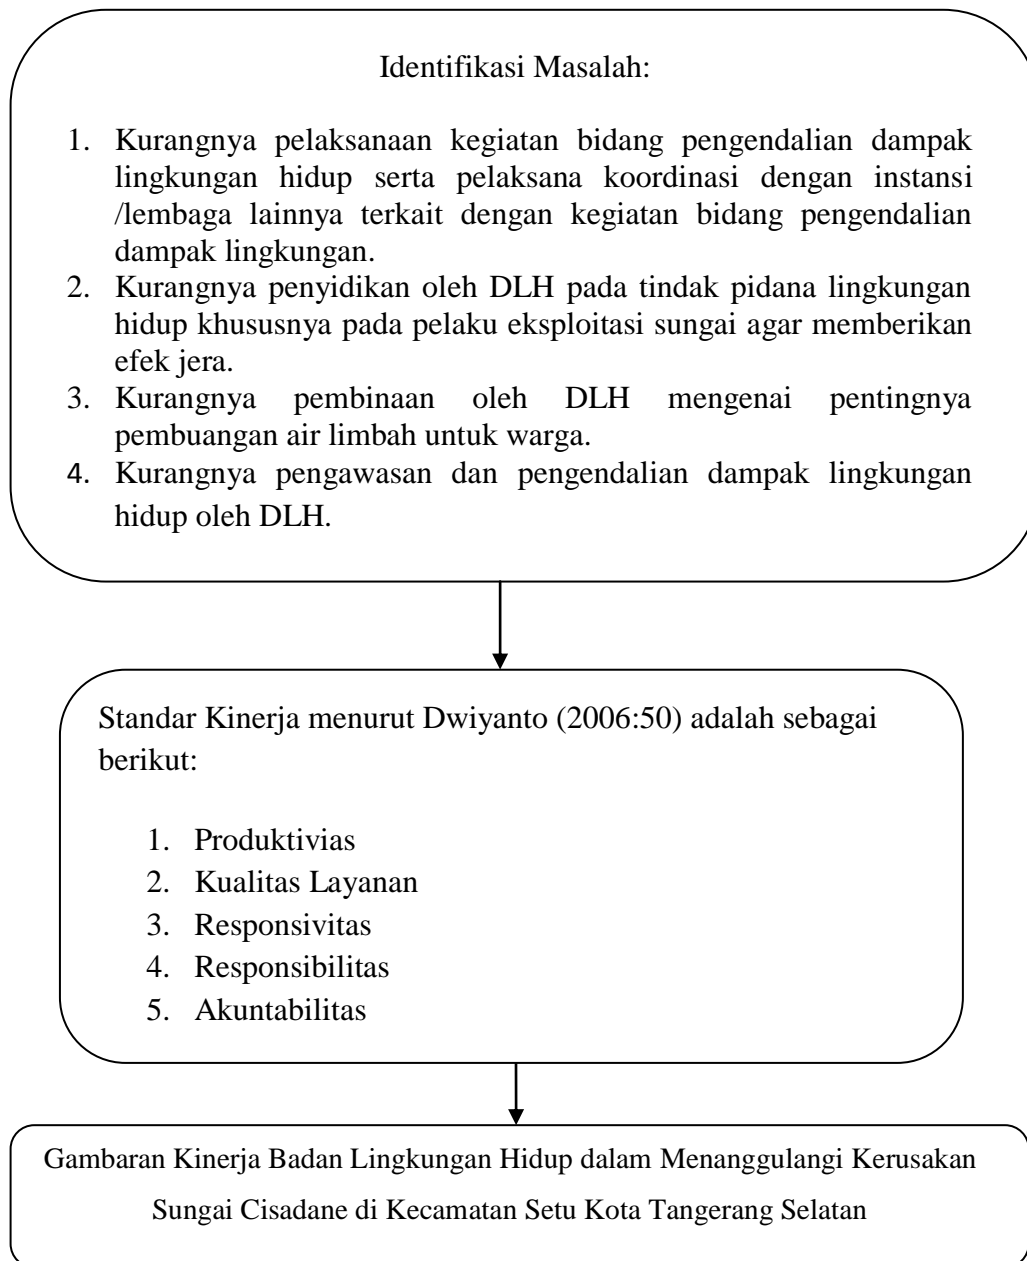 Identifikasi Masalah:
1. Kurangnya pelaksanaan kegiatan bidang pengendalian dampak
lingkungan hidup serta pelaksana koordinasi dengan instansi
/lembaga lainnya terkait dengan kegiatan bidang pengendalian
dampak lingkungan.
2. Kurangnya penyidikan oleh DLH pada tindak pidana lingkungan
hidup khususnya pada pelaku eksploitasi sungai agar memberikan
efek jera.
3. Kurangnya pembinaan oleh DLH mengenai pentingnya
pembuangan air limbah untuk warga.
4. Kurangnya pengawasan dan pengendalian dampak lingkungan
hidup oleh DLH.
Standar Kinerja menurut Dwiyanto (2006:50) adalah sebagai
berikut:
1. Produktivias
2. Kualitas Layanan
3. Responsivitas
4. Responsibilitas
5. Akuntabilitas
Gambaran Kinerja Badan Lingkungan Hidup dalam Menanggulangi Kerusakan
Sungai Cisadane di Kecamatan Setu Kota Tangerang Selatan